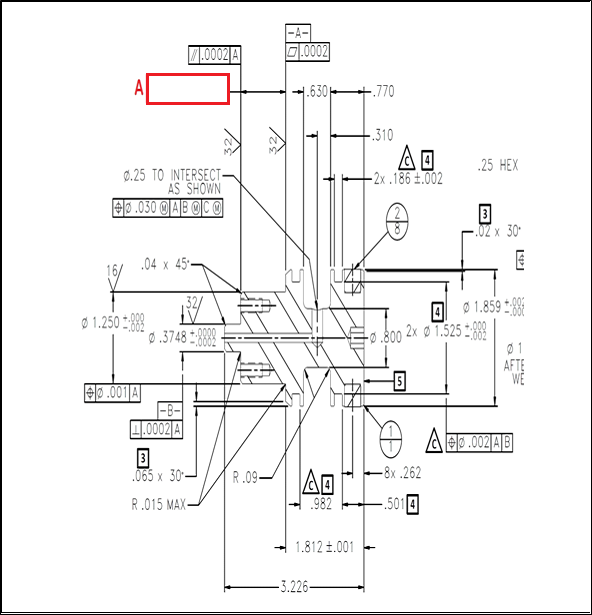 -A-
⫽ .0002 A
⏥ .0002
A
.630
.770
.310
32
32
C 4
.25 HEX
Ø.25 TO INTERSECT
AS SHOWN
2x .186 ±.002
⌖ Ø .030 Ⓜ A B Ⓜ C Ⓜ
2
8
3
.02 x 30°
.04 x 45°
16
32
Ø 1.250 +.000 -.002
Ø .3748 +.0000 -.0002
Ø .800
4
2x Ø 1.525 +.000 -.002
Ø 1.859
Ø 1
AFTE
WE
⌖ Ø .001 A
5
-B-
⊥ .0002 A
1
1
C
⌖ Ø .002 A B
3
.065 x 30°
R .09
C 4
8x .262
R .015 MAX
.982
.501 4
1.812 ±.001
3.226